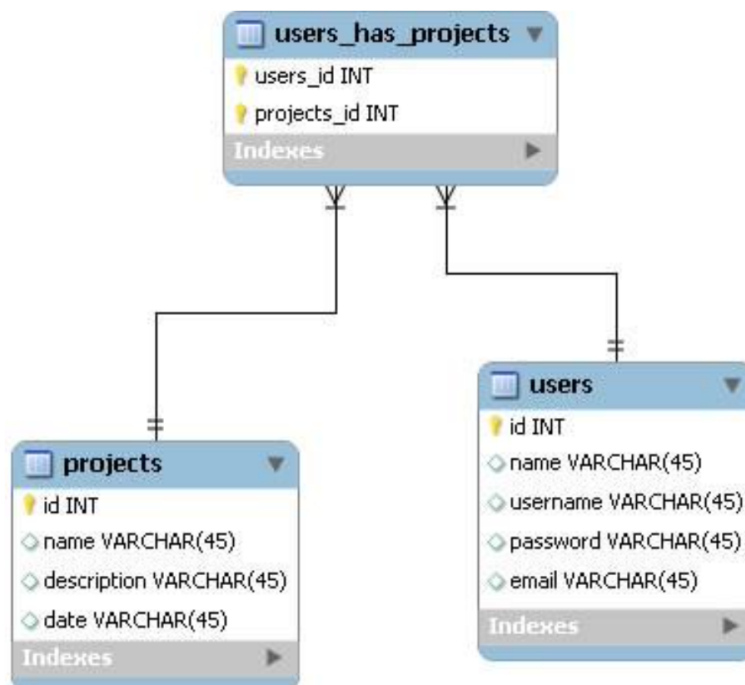 users_has_projects
users_id INT
projects_id INT
Indexes
projects
id INT
name VARCHAR(45)
description VARCHAR(45)
date VARCHAR(45)
Indexes
users
id INT
name VARCHAR(45)
username VARCHAR(45)
password VARCHAR(45)
email VARCHAR(45)
Indexes